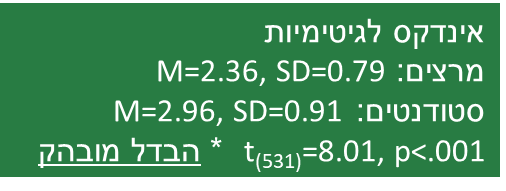 אינדקס לגיטימיות
מרצים: M=2.36, SD=0.79
סטודנטים: M=2.96, SD=0.91
t(531)=8.01, p<.001 * הבדל מובהק